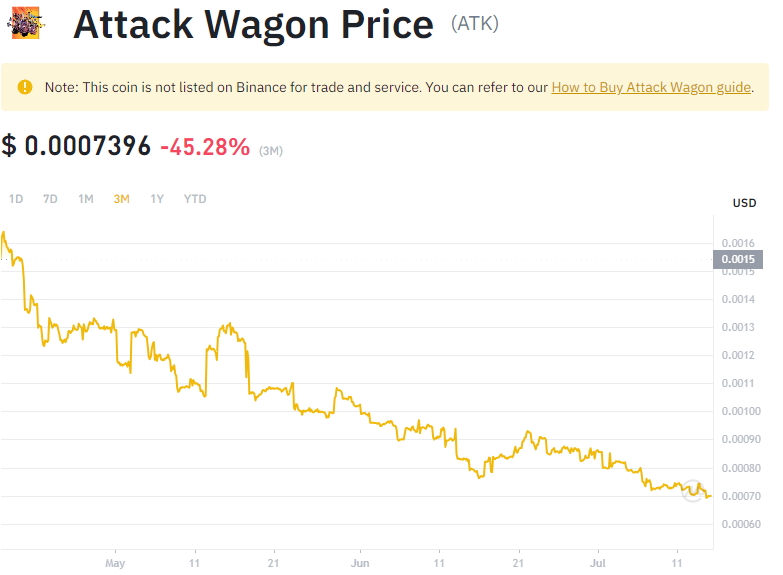 Attack Wagon Price (ATK)
Note: This coin is not listed on Binance for trade and service. You can refer to our How to Buy Attack Wagon guide.
$ 0.0007396 -45.28% (3M)
1D 7D 1M 3M 1Y YTD
USD
0.0016
0.0015
0.0015
0.0014
0.0013
0.0012
0.0011
0.00100
0.00090
0.00080
0.00070
0.00060
May 11 21 Jun 11 21 Jul 11